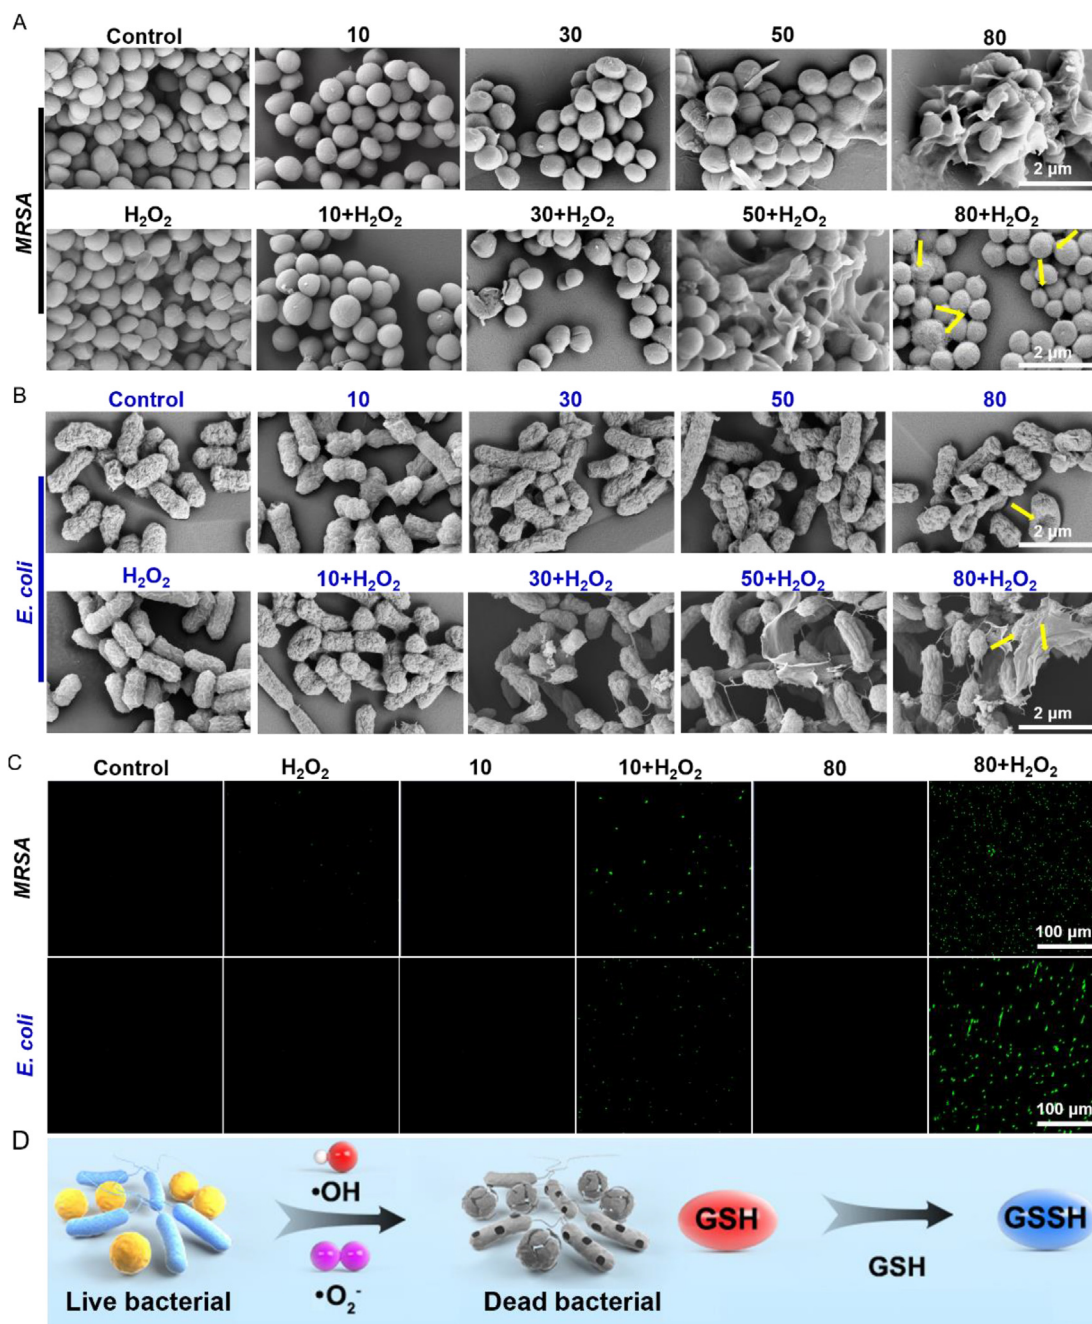 A
Control 10 30 50 80
MRSA
2 μm
H₂O₂ 10+H₂O₂ 30+H₂O₂ 50+H₂O₂ 80+H₂O₂
2 μm
B
Control 10 30 50 80
E. coli
2 μm
H₂O₂ 10+H₂O₂ 30+H₂O₂ 50+H₂O₂ 80+H₂O₂
2 μm
C
Control H₂O₂ 10 10+H₂O₂ 80 80+H₂O₂
MRSA
100 μm
E. coli
100 μm
D
•OH
GSH
GSSH
GSH
Live bacterial
•O₂⁻
Dead bacterial